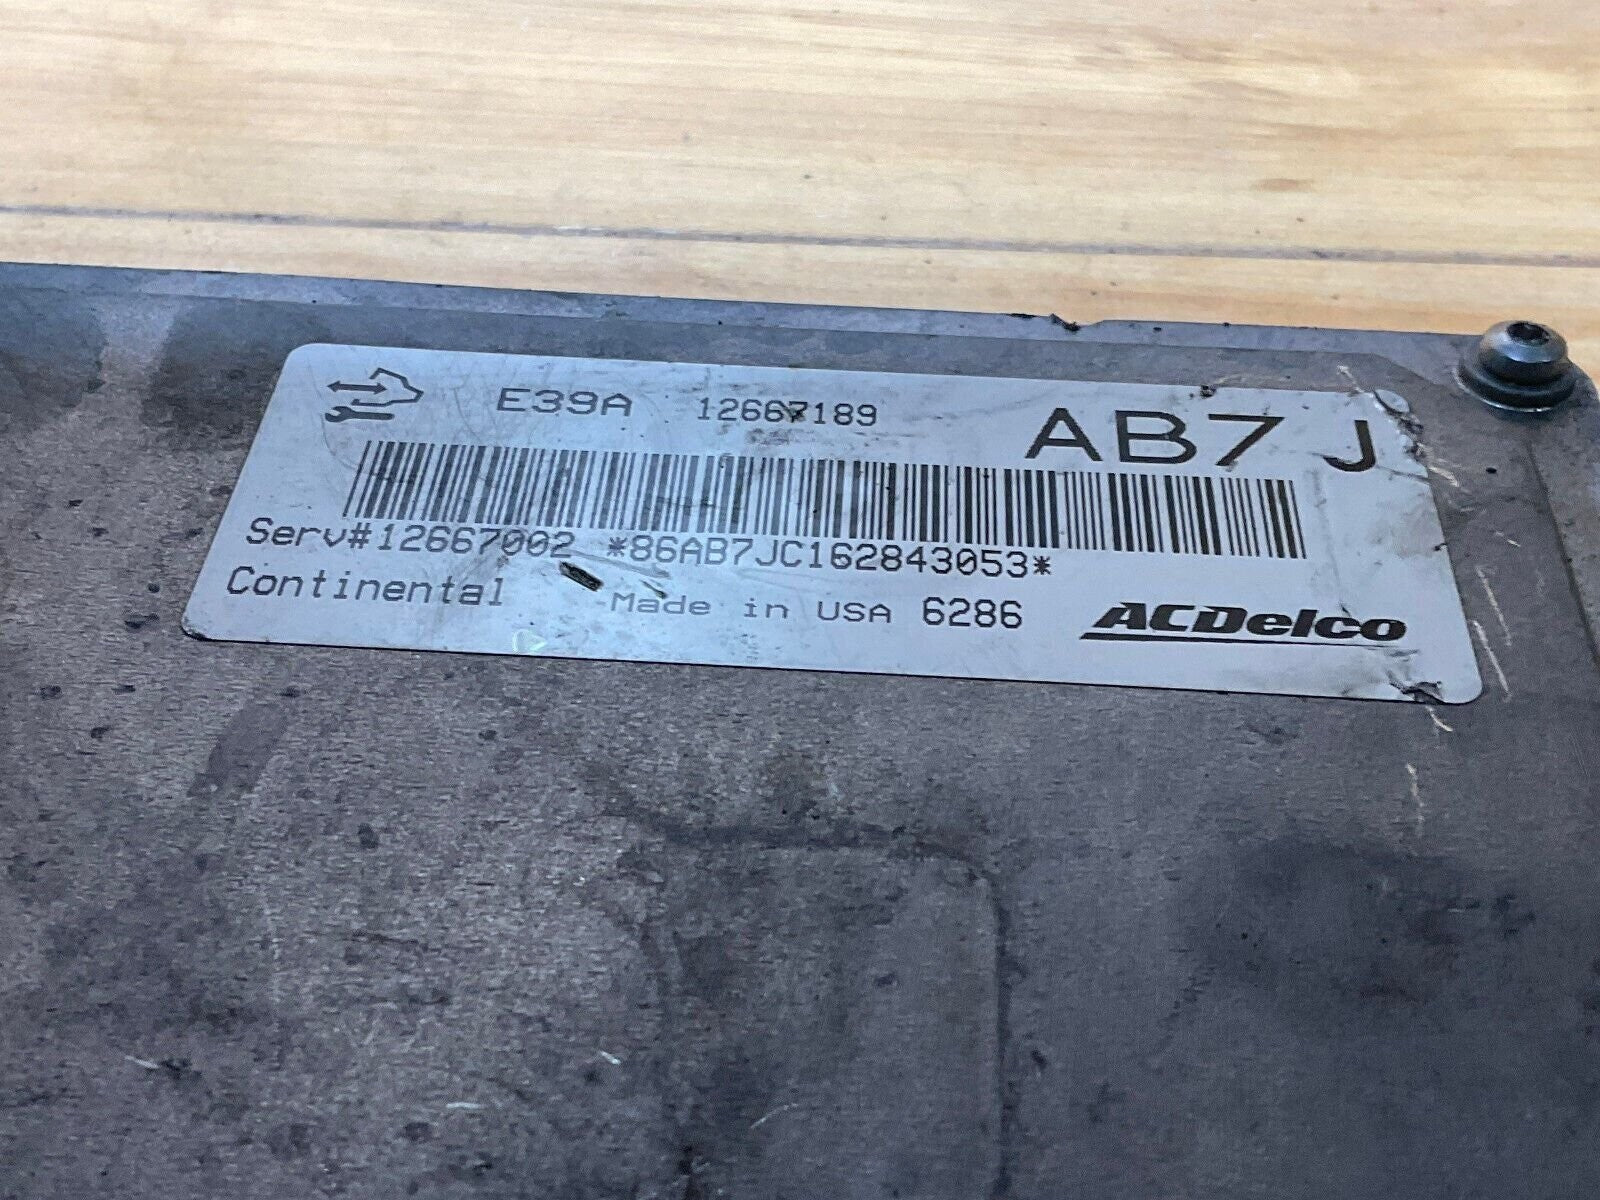 E39A 12667189 AB7 J
Serv#12667002 *86AB7JC162843053*
Continental Made in USA 6286 ACDelco